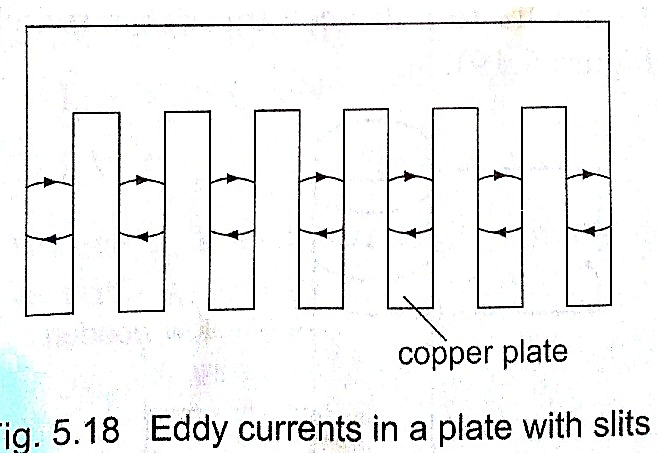 copper plate
ig. 5.18 Eddy currents in a plate with slits